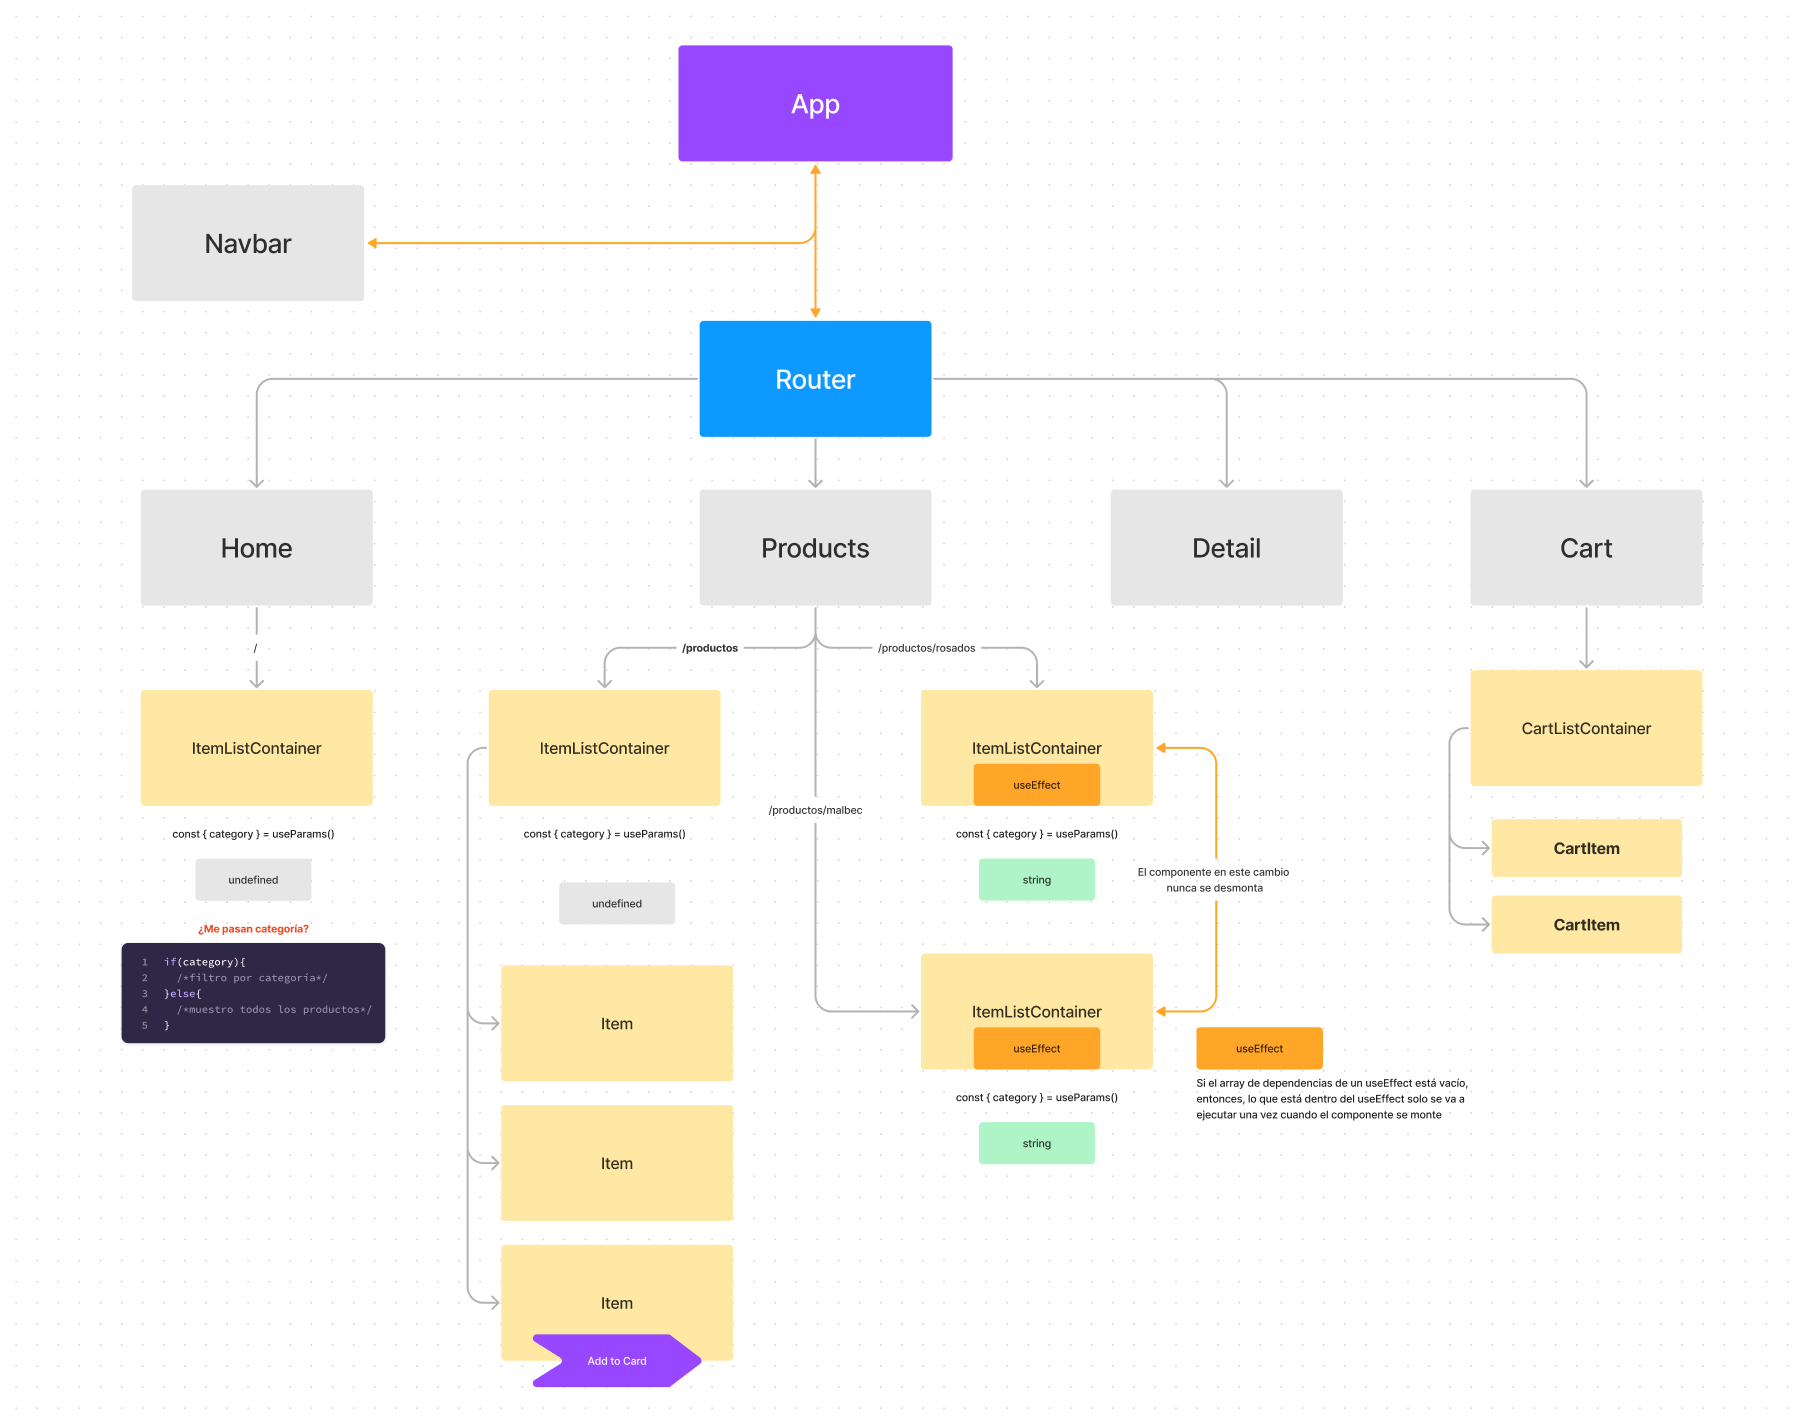 App
Navbar
Router
Home
Products
Detail
Cart
/
/productos
/productos/rosados
ItemListContainer
ItemListContainer
ItemListContainer
useEffect
CartListContainer
/productos/malbec
const { category } = useParams()
const { category } = useParams()
const { category } = useParams()
undefined
undefined
string
El componente en este cambio
nunca se desmonta
CartItem
CartItem
¿Me pasan categoría?
1 if(category){
2 /*filtro por categoría*/
3 }else{
4 /*muestro todos los productos*/
5 }
Item
Item
Item
Add to Card
ItemListContainer
useEffect
const { category } = useParams()
string
useEffect
Si el array de dependencias de un useEffect está vacío,
entonces, lo que está dentro del useEffect solo se va a
ejecutar una vez cuando el componente se monte